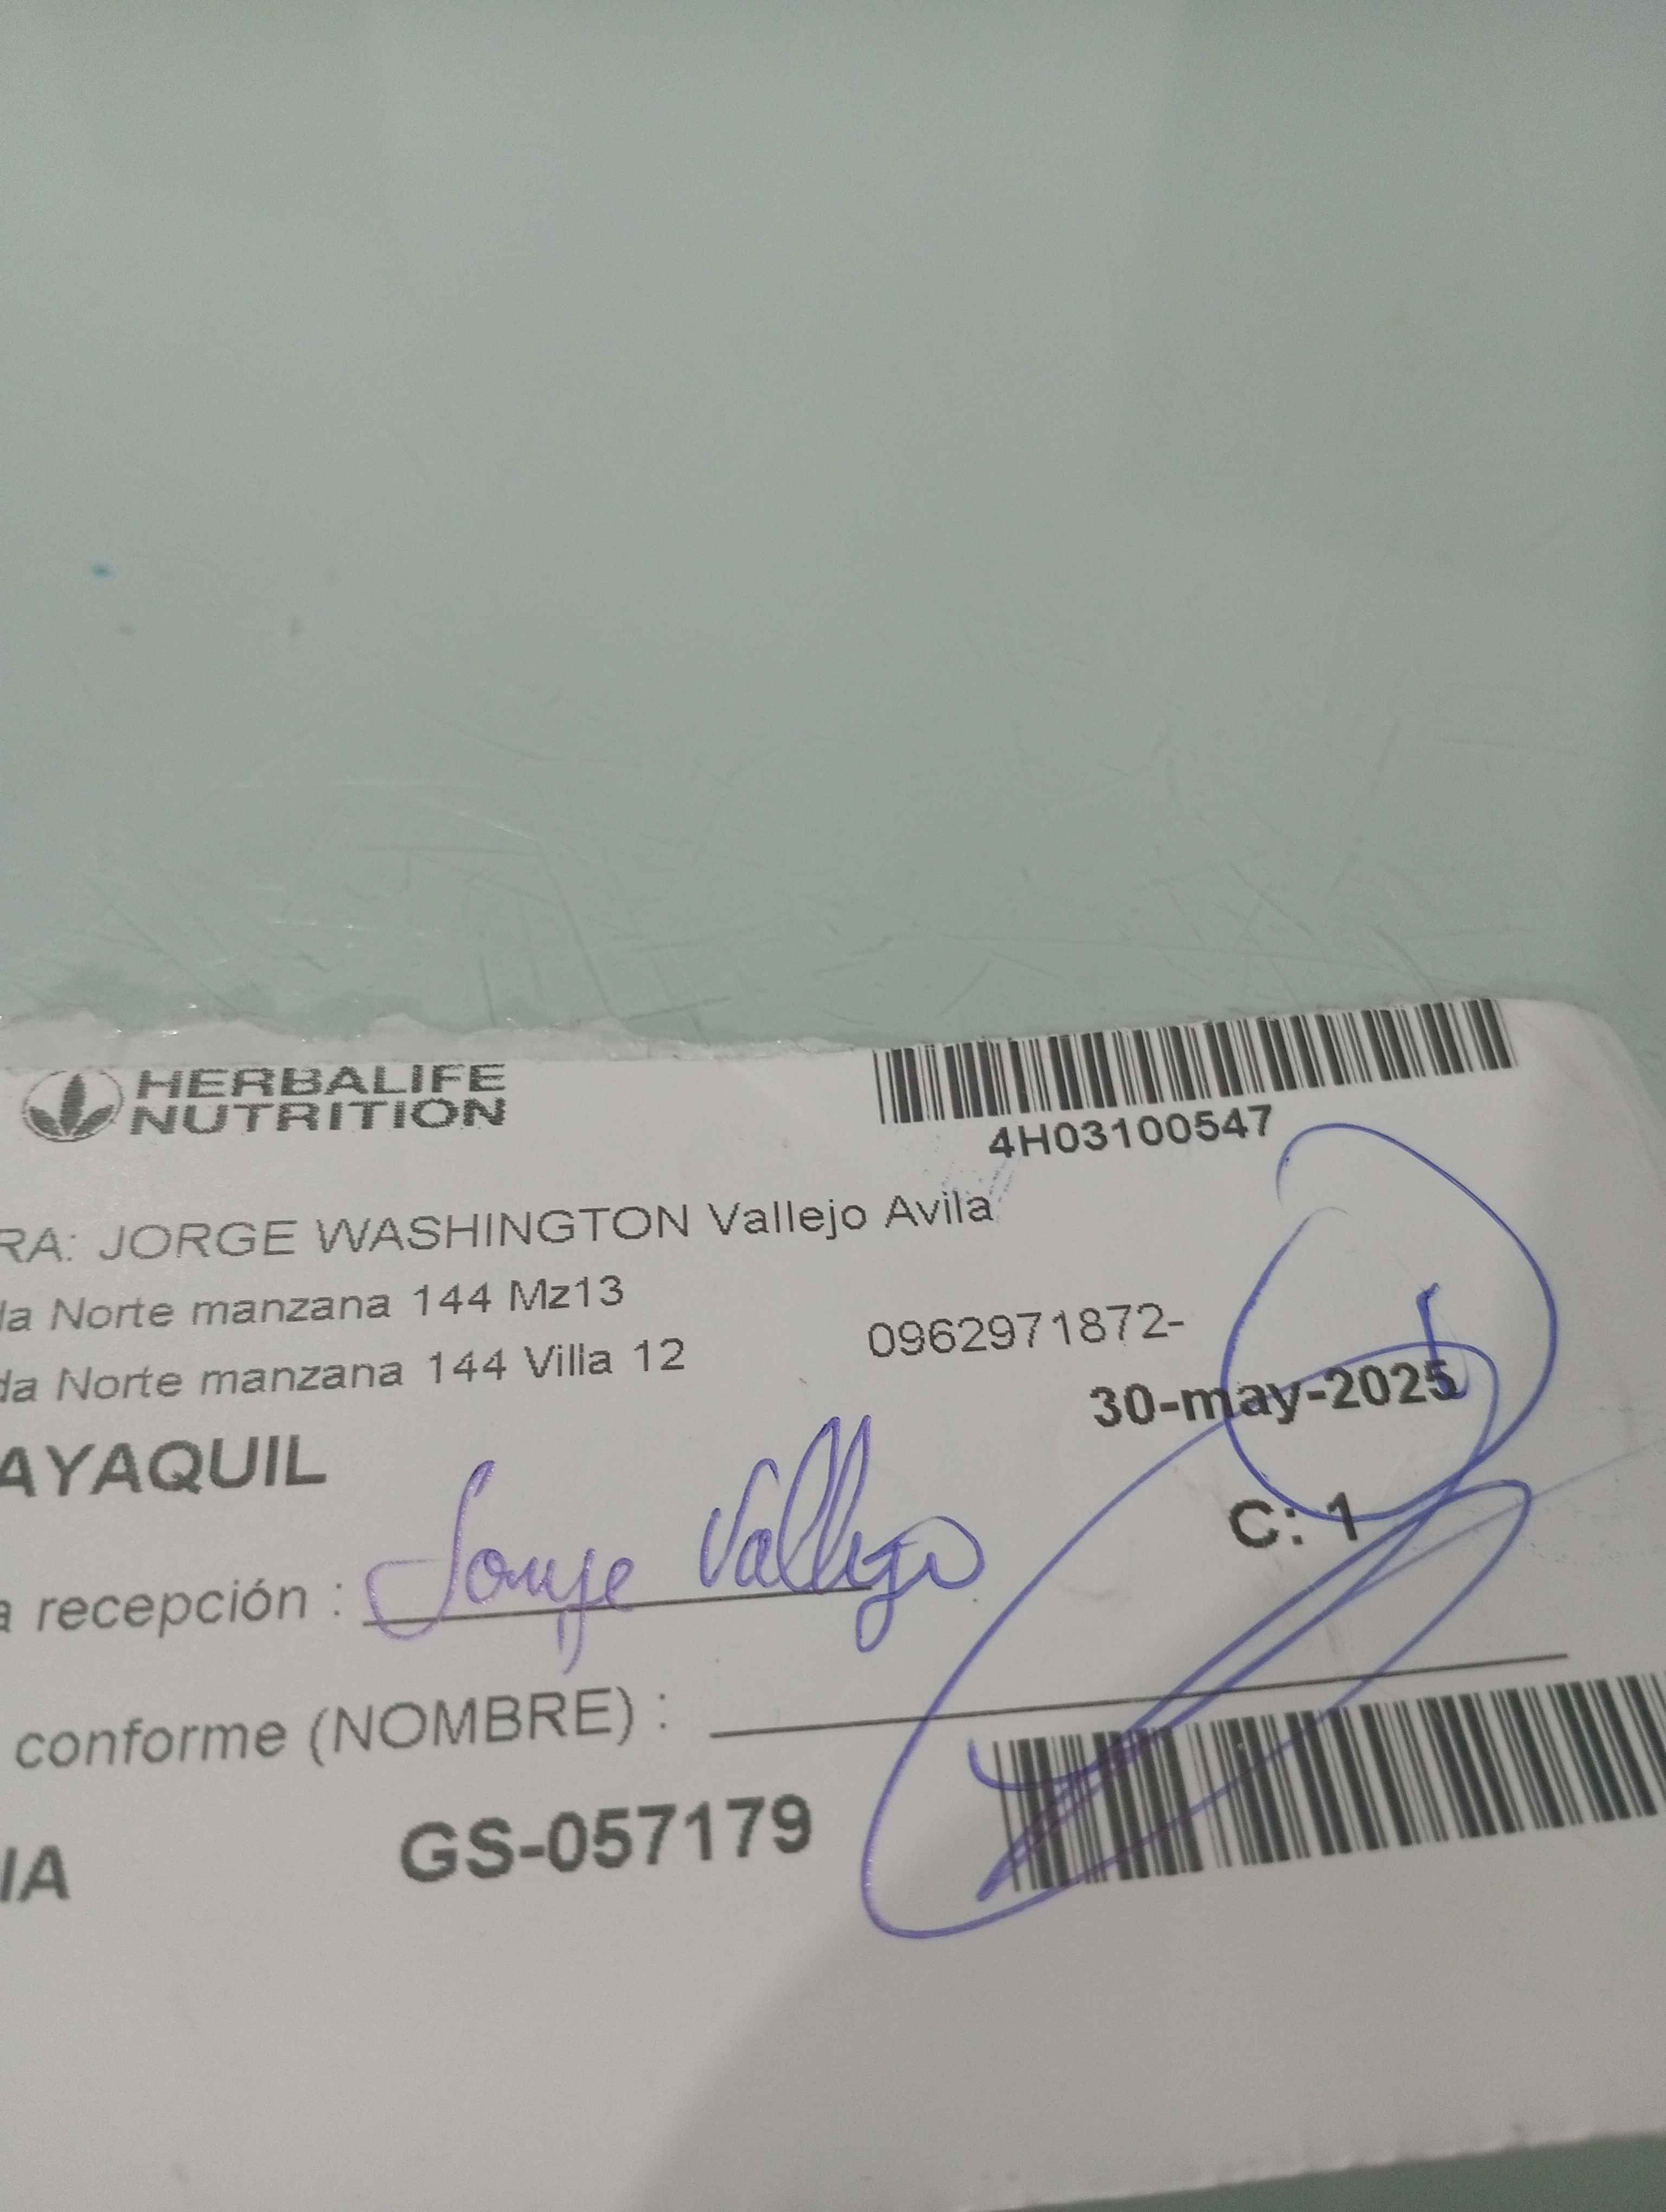 HERBALIFE
NUTRITION
4H03100547
RA: JORGE WASHINGTON Vallejo Avila
da Norte manzana 144 Mz13
da Norte manzana 144 Villa 12
0962971872-
30-may-2025
AYAQUIL
C: 1
a recepción : Jorge Vallejo
conforme (NOMBRE) :
IA
GS-057179